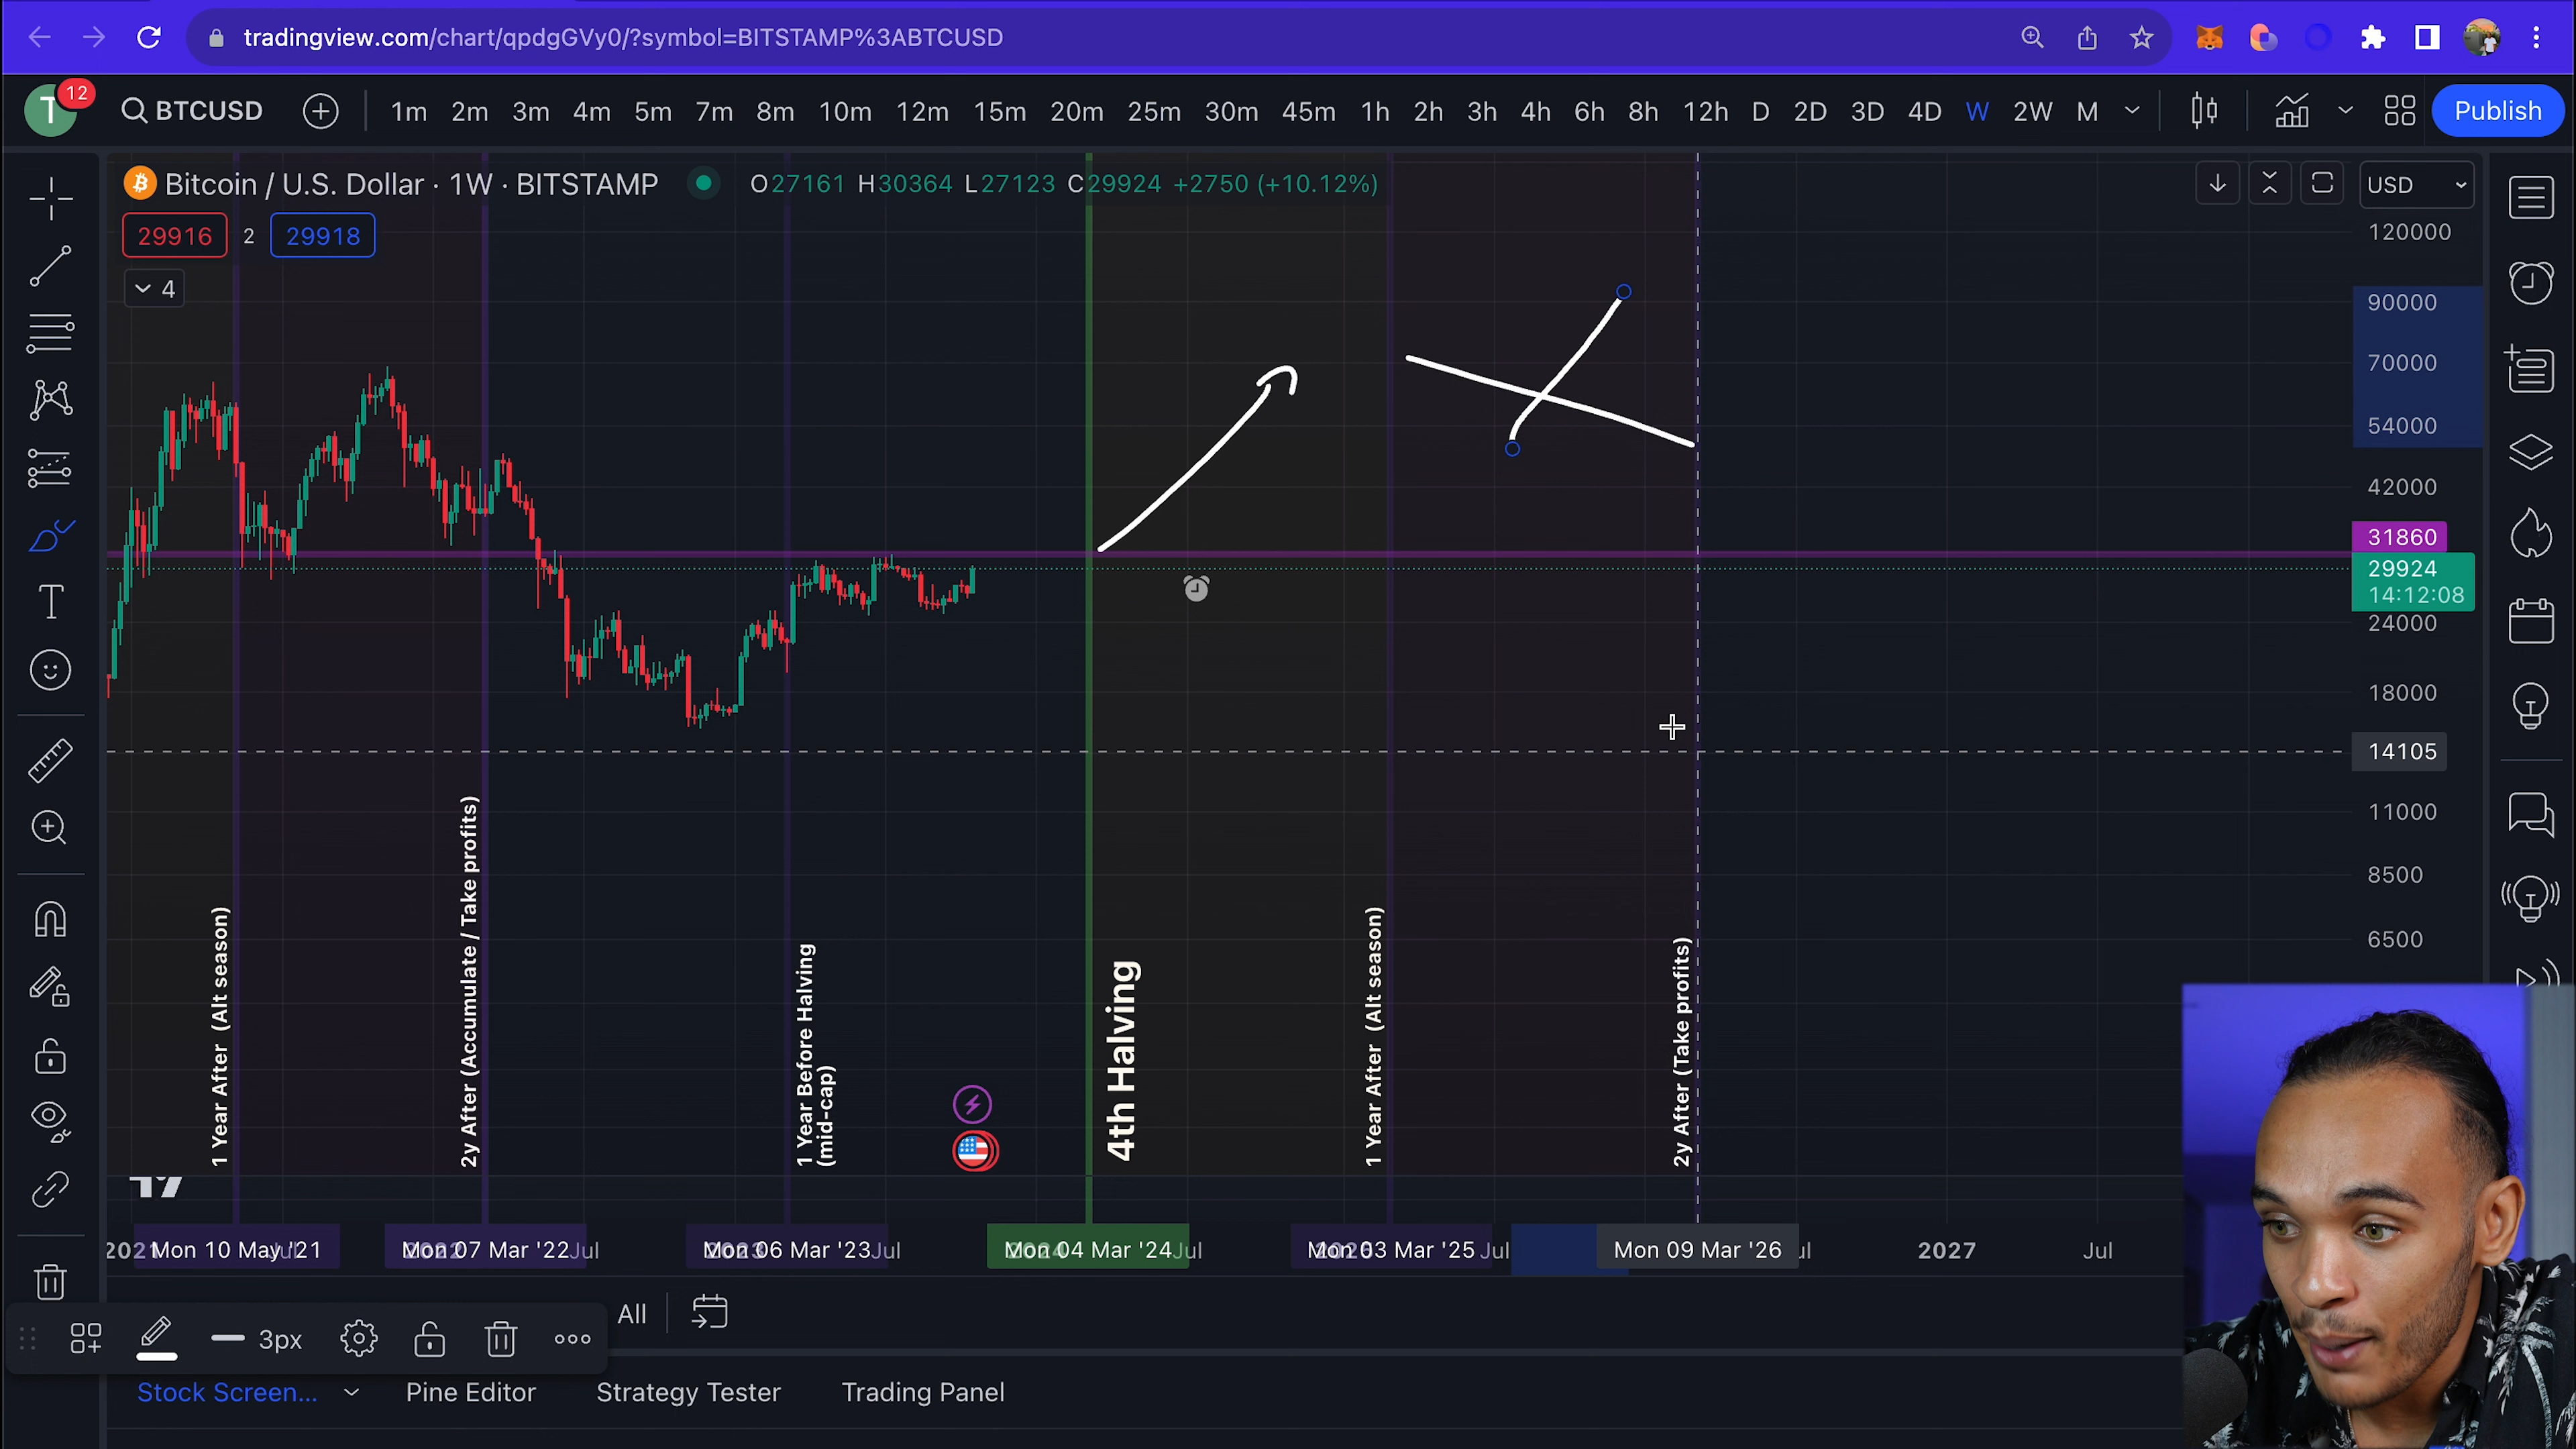 tradingview.com/chart/qpdgGVy0/?symbol=BITSTAMP%3ABTCUSD
T 12 BTCUSD 1m 2m 3m 4m 5m 7m 8m 10m 12m 15m 20m 25m 30m 45m 1h 2h 3h 4h 6h 8h 12h D 2D 3D 4D W 2W M Publish
Bitcoin / U.S. Dollar · 1W · BITSTAMP O27161 H30364 L27123 C29924 +2750 (+10.12%) USD
29916 2 29918
4
120000
90000
70000
54000
42000
31860
29924
14:12:08
24000
18000
14105
11000
8500
6500
1 Year After (Alt season)
2y After (Accumulate / Take profits)
1 Year Before Halving
(mid-cap)
4th Halving
1 Year After (Alt season)
2y After (Take profits)
Mon 10 May '21 Mon 07 Mar '22 Jul Mon 06 Mar '23 Jul Mon 04 Mar '24 Jul Mon 03 Mar '25 Jul Mon 09 Mar '26 2027 Jul
All
3px
Stock Screen... Pine Editor Strategy Tester Trading Panel